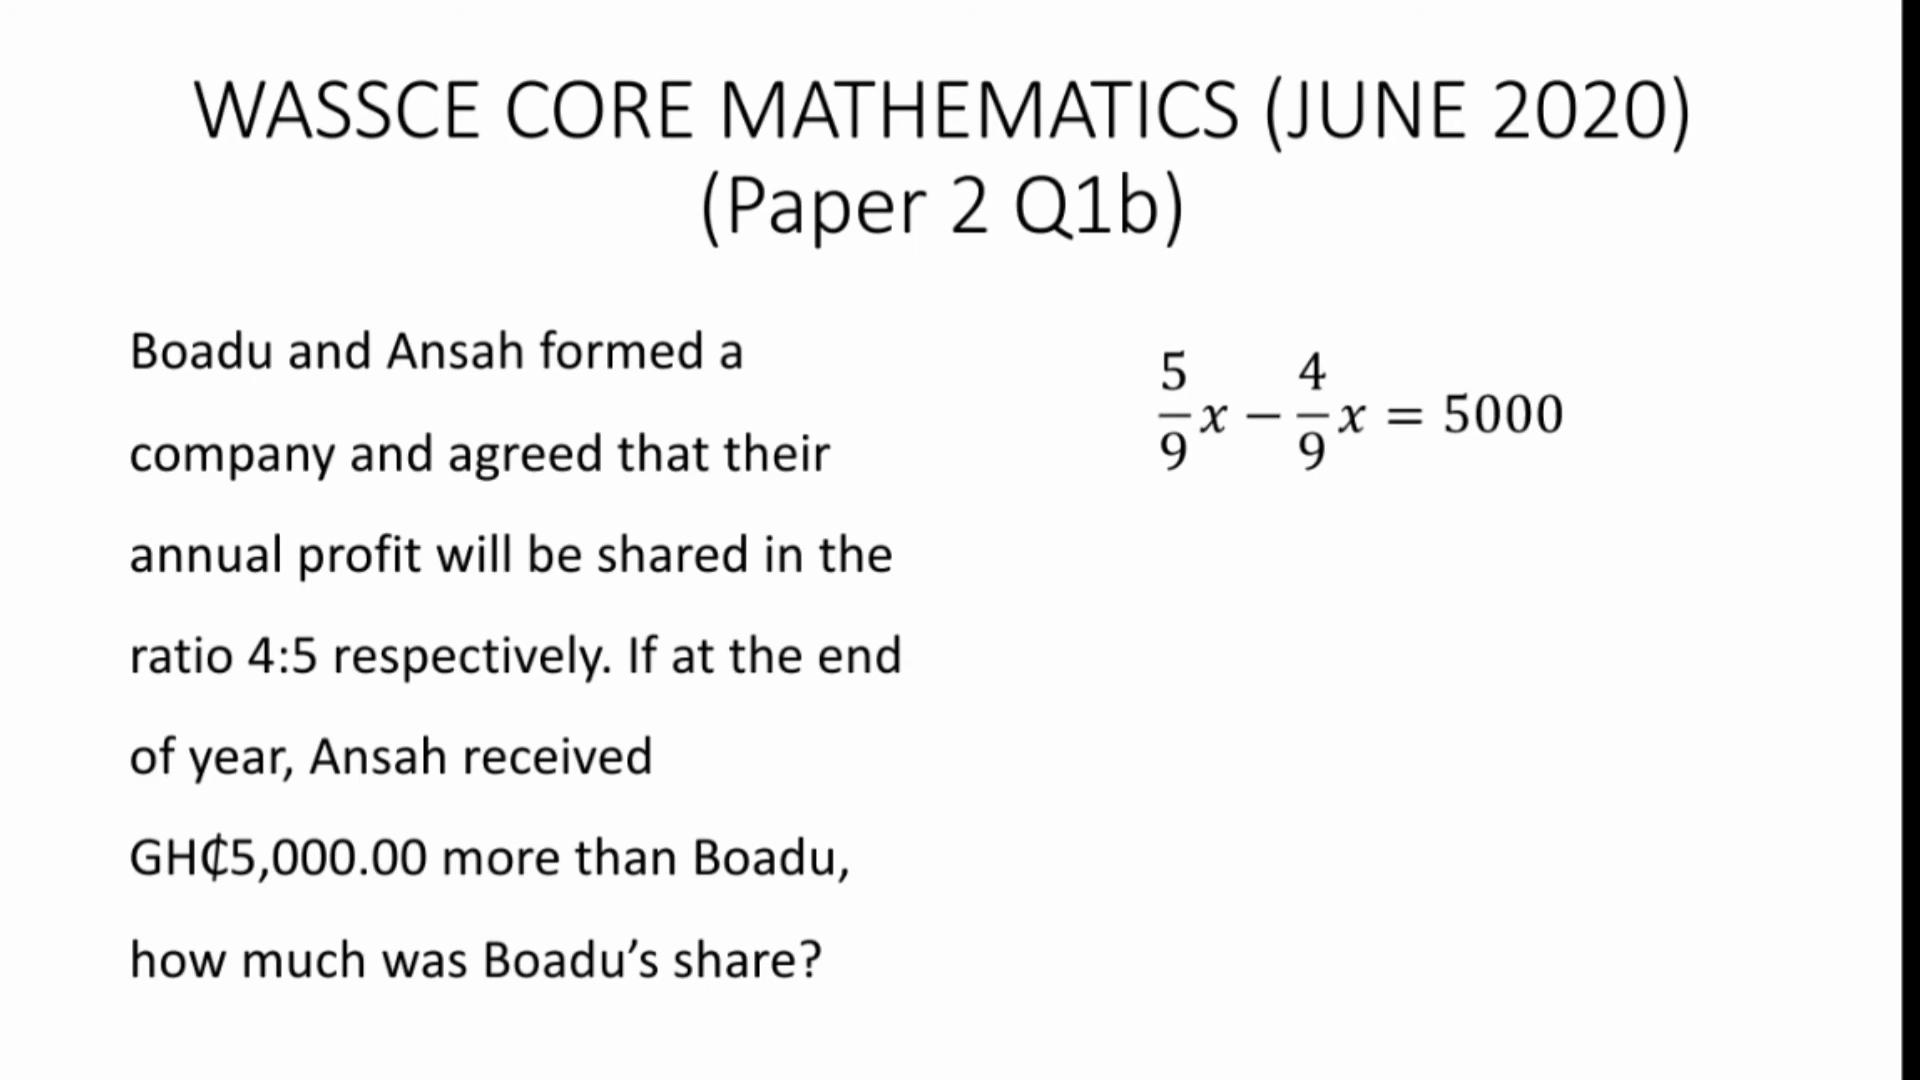 WASSCE CORE MATHEMATICS (JUNE 2020)
(Paper 2 Q1b)
Boadu and Ansah formed a
company and agreed that their
annual profit will be shared in the
ratio 4:5 respectively. If at the end
of year, Ansah received
GH₵5,000.00 more than Boadu,
how much was Boadu’s share?
5/9 x − 4/9 x = 5000